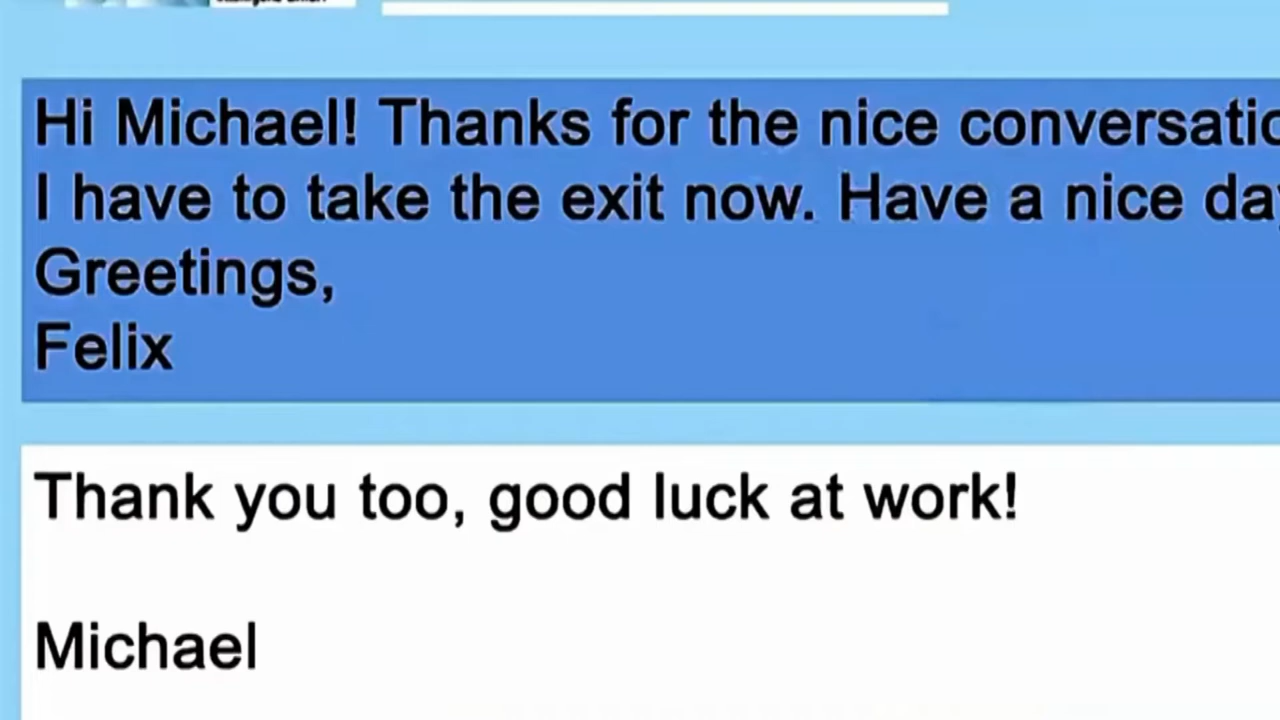 Hi Michael! Thanks for the nice
I have to take the exit now. Have a nice
Greetings,
Felix
Thank you too, good luck at work!
Michael